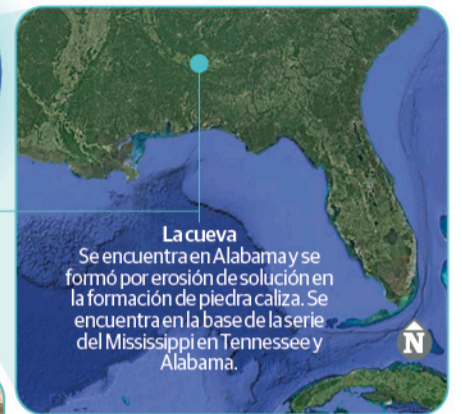 La cueva
Se encuentra en Alabama y se
formó por erosión de solución en
la formación de piedra caliza. Se
encuentra en la base de la serie
del Mississippi en Tennessee y
Alabama.
N